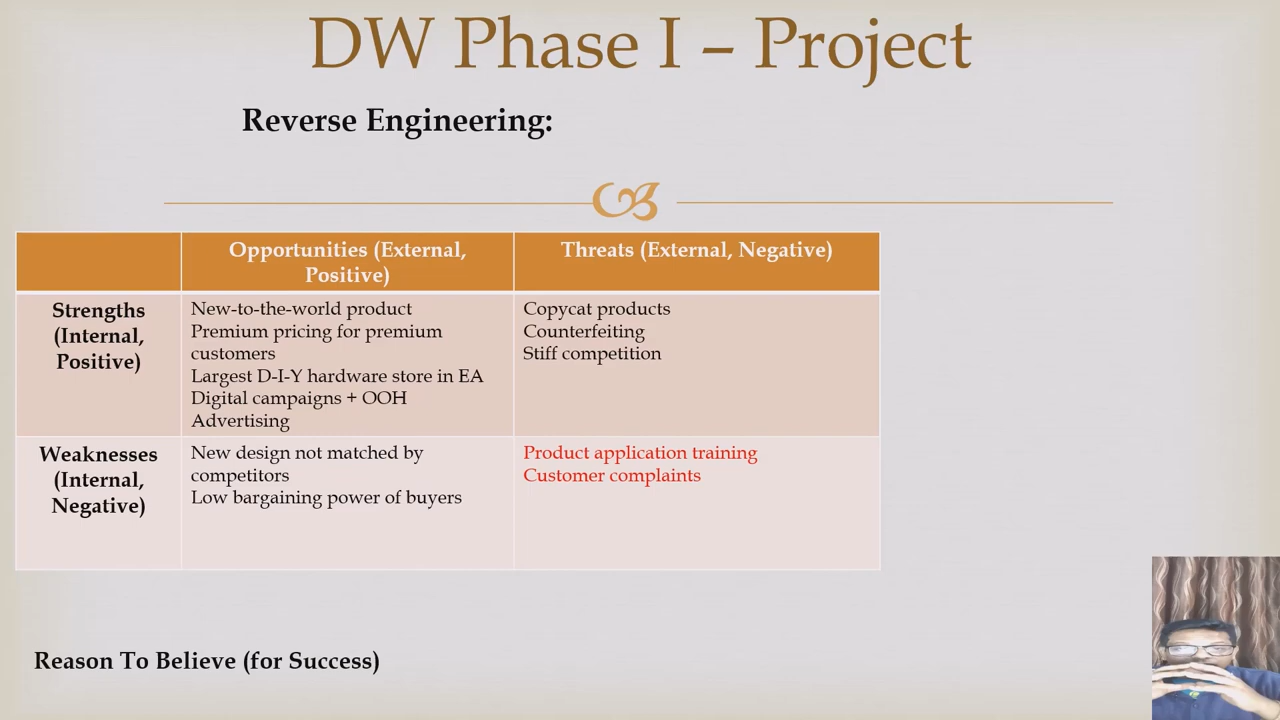 DW Phase I – Project
Reverse Engineering:
Opportunities (External,
Positive)
Threats (External, Negative)
Strengths
(Internal,
Positive)
New-to-the-world product
Premium pricing for premium
customers
Largest D-I-Y hardware store in EA
Digital campaigns + OOH
Advertising
Copycat products
Counterfeiting
Stiff competition
Weaknesses
(Internal,
Negative)
New design not matched by
competitors
Low bargaining power of buyers
Product application training
Customer complaints
Reason To Believe (for Success)